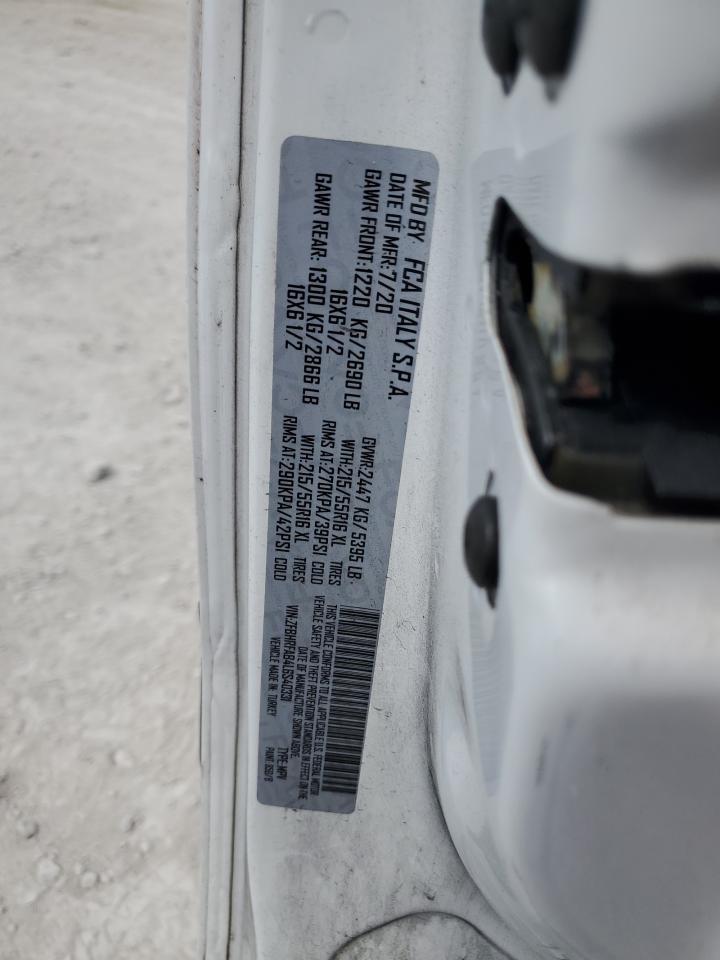 MFD BY: FCA ITALY S.P.A.
DATE OF MFR:7/20 GVWR:2447 KG/5395 LB
GAWR FRONT:1220 KG/2690 LB WITH:215/55R16 XL TIRES
16X6 1/2 RIMS AT:270KPA/39PSI COLD
GAWR REAR: 1300 KG/2866 LB WITH:215/55R16 XL TIRES
16X6 1/2 RIMS AT:290KPA/42PSI COLD
THIS VEHICLE CONFORMS TO ALL APPLICABLE U.S. FEDERAL MOTOR
VEHICLE SAFETY AND THEFT PREVENTION STANDARDS IN EFFECT ON THE
DATE OF MANUFACTURE SHOWN ABOVE.
VIN:ZFBHRFAB4L6S40331 TYPE:MPV
MADE IN: TURKEY PAINT: 050/B